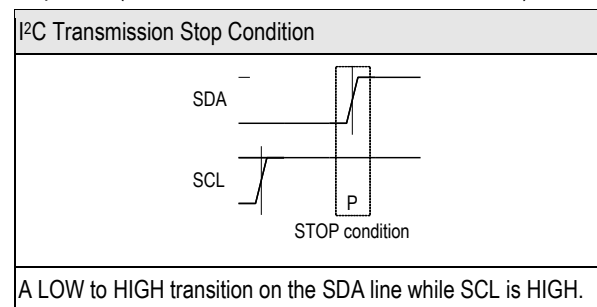 I²C Transmission Stop Condition
SDA
SCL
P
STOP condition
A LOW to HIGH transition on the SDA line while SCL is HIGH.